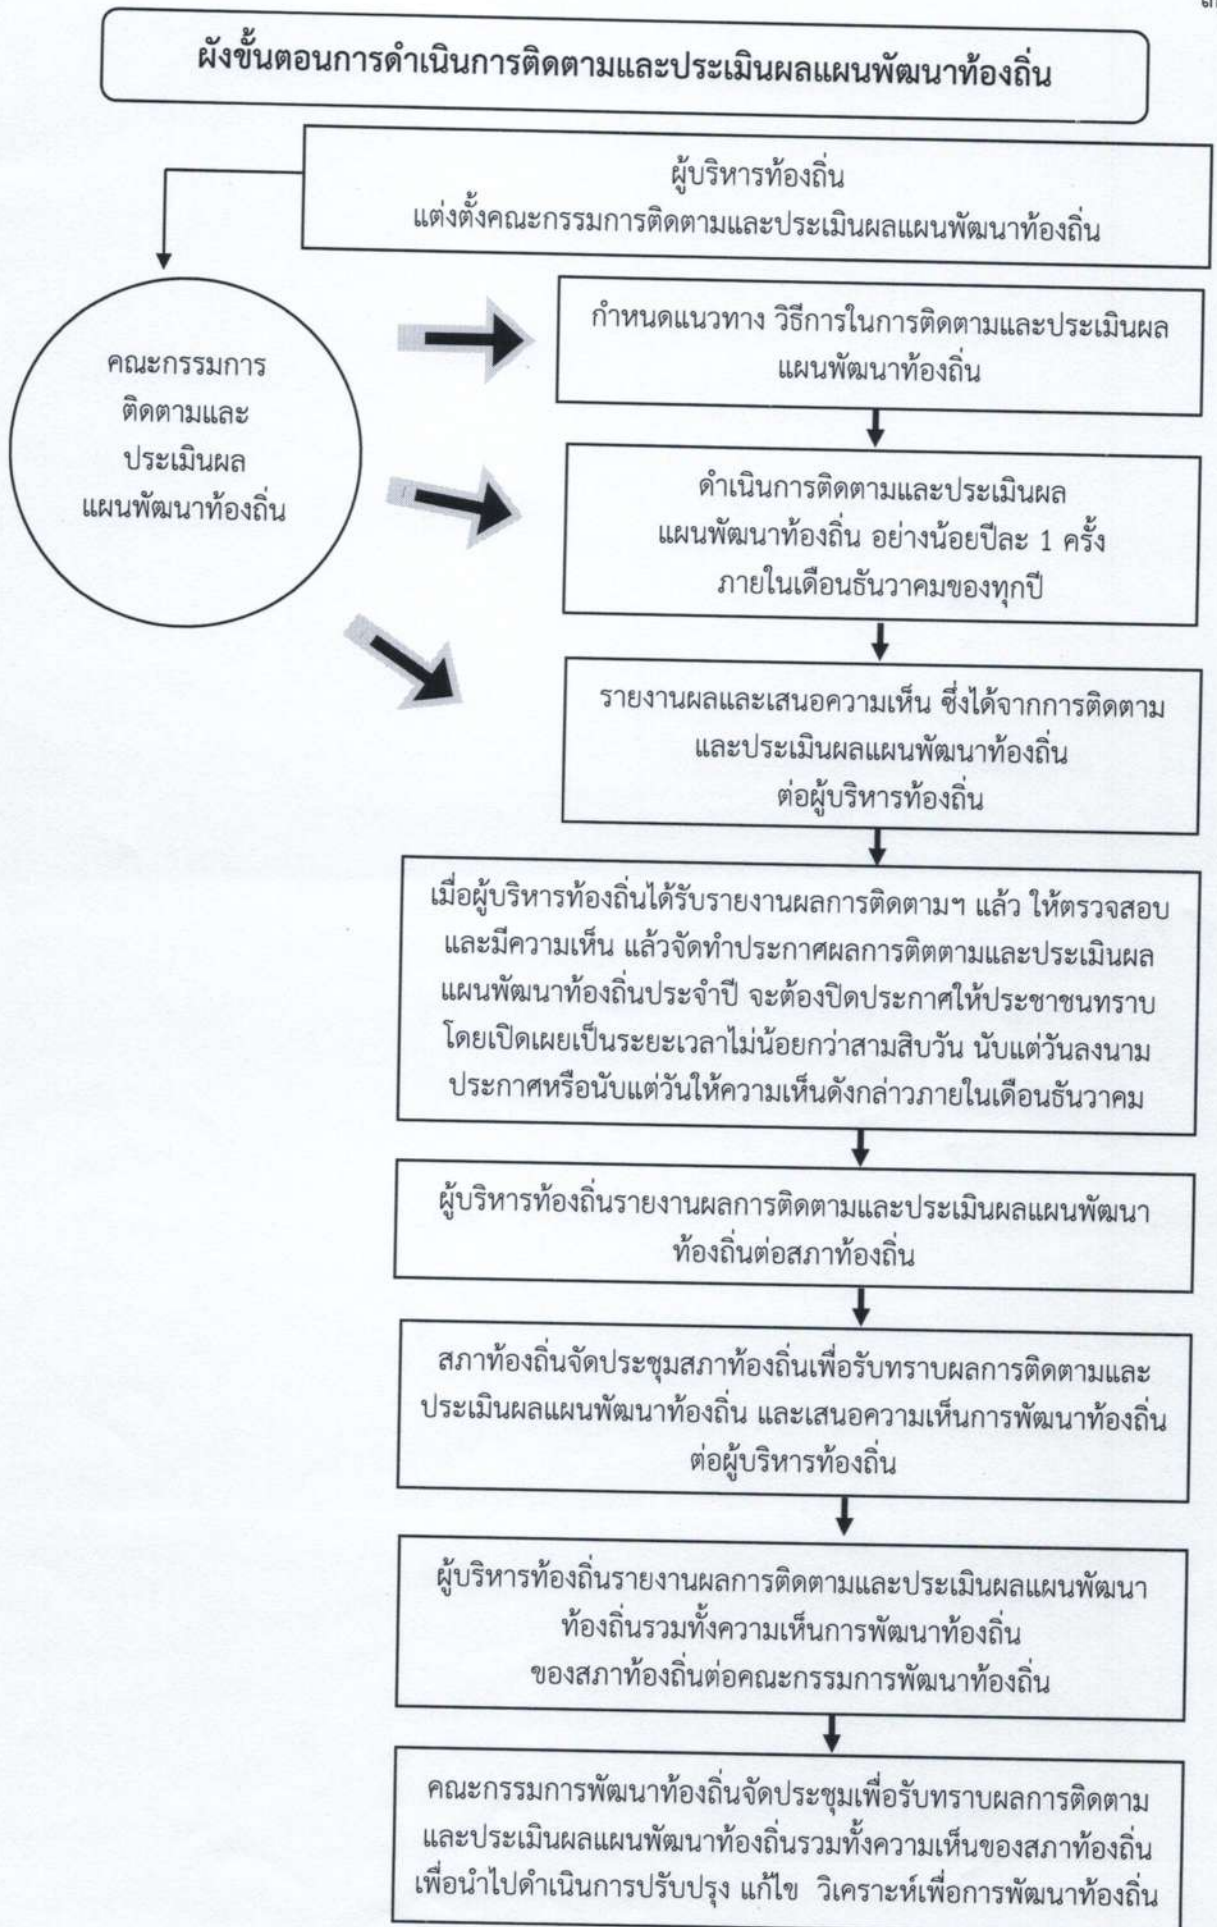 ผังขั้นตอนการดำเนินการติดตามและประเมินผลแผนพัฒนาท้องถิ่น
ผู้บริหารท้องถิ่น
แต่งตั้งคณะกรรมการติดตามและประเมินผลแผนพัฒนาท้องถิ่น
คณะกรรมการ
ติดตามและ
ประเมินผล
แผนพัฒนาท้องถิ่น
กำหนดแนวทาง วิธีการในการติดตามและประเมินผล
แผนพัฒนาท้องถิ่น
ดำเนินการติดตามและประเมินผล
แผนพัฒนาท้องถิ่น อย่างน้อยปีละ 1 ครั้ง
ภายในเดือนธันวาคมของทุกปี
รายงานผลและเสนอความเห็น ซึ่งได้จากการติดตาม
และประเมินผลแผนพัฒนาท้องถิ่น
ต่อผู้บริหารท้องถิ่น
เมื่อผู้บริหารท้องถิ่นได้รับรายงานผลการติดตามฯ แล้ว ให้ตรวจสอบ
และมีความเห็น แล้วจัดทำประกาศผลการติตตามและประเมินผล
แผนพัฒนาท้องถิ่นประจำปี จะต้องปิดประกาศให้ประชาชนทราบ
โดยเปิดเผยเป็นระยะเวลาไม่น้อยกว่าสามสิบวัน นับแต่วันลงนาม
ประกาศหรือนับแต่วันให้ความเห็นดังกล่าวภายในเดือนธันวาคม
ผู้บริหารท้องถิ่นรายงานผลการติดตามและประเมินผลแผนพัฒนา
ท้องถิ่นต่อสภาท้องถิ่น
สภาท้องถิ่นจัดประชุมสภาท้องถิ่นเพื่อรับทราบผลการติดตามและ
ประเมินผลแผนพัฒนาท้องถิ่น และเสนอความเห็นการพัฒนาท้องถิ่น
ต่อผู้บริหารท้องถิ่น
ผู้บริหารท้องถิ่นรายงานผลการติดตามและประเมินผลแผนพัฒนา
ท้องถิ่นรวมทั้งความเห็นการพัฒนาท้องถิ่น
ของสภาท้องถิ่นต่อคณะกรรมการพัฒนาท้องถิ่น
คณะกรรมการพัฒนาท้องถิ่นจัดประชุมเพื่อรับทราบผลการติดตาม
และประเมินผลแผนพัฒนาท้องถิ่นรวมทั้งความเห็นของสภาท้องถิ่น
เพื่อนำไปดำเนินการปรับปรุง แก้ไข วิเคราะห์เพื่อการพัฒนาท้องถิ่น